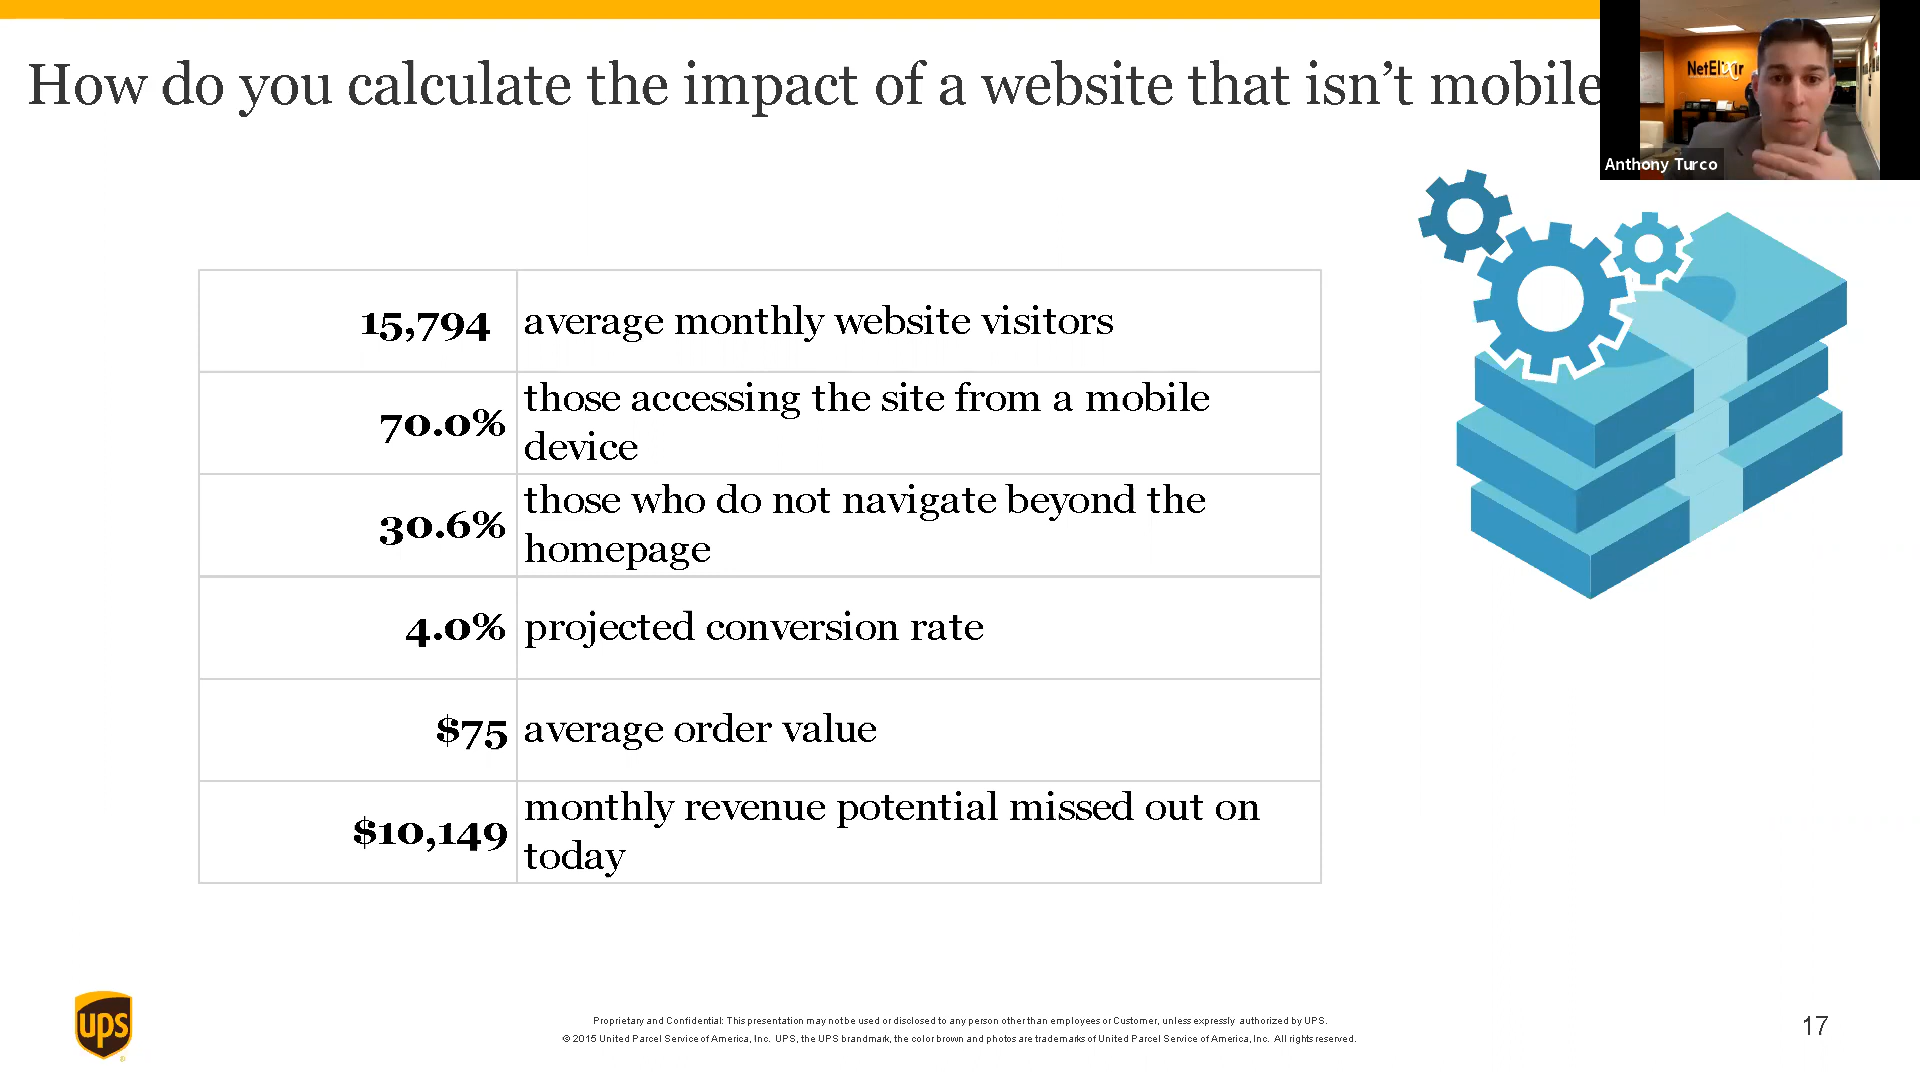 How do you calculate the impact of a website that isn’t mobile
NetElixir
Anthony Turco
15,794 average monthly website visitors
70.0% those accessing the site from a mobile
device
30.6% those who do not navigate beyond the
homepage
4.0% projected conversion rate
$75 average order value
$10,149 monthly revenue potential missed out on
today
ups
Proprietary and Confidential: This presentation may not be used or disclosed to any person other than employees or Customer, unless expressly authorized by UPS.
© 2015 United Parcel Service of America, Inc. UPS, the UPS brandmark, the color brown and photos are trademarks of United Parcel Service of America, Inc. All rights reserved.
17